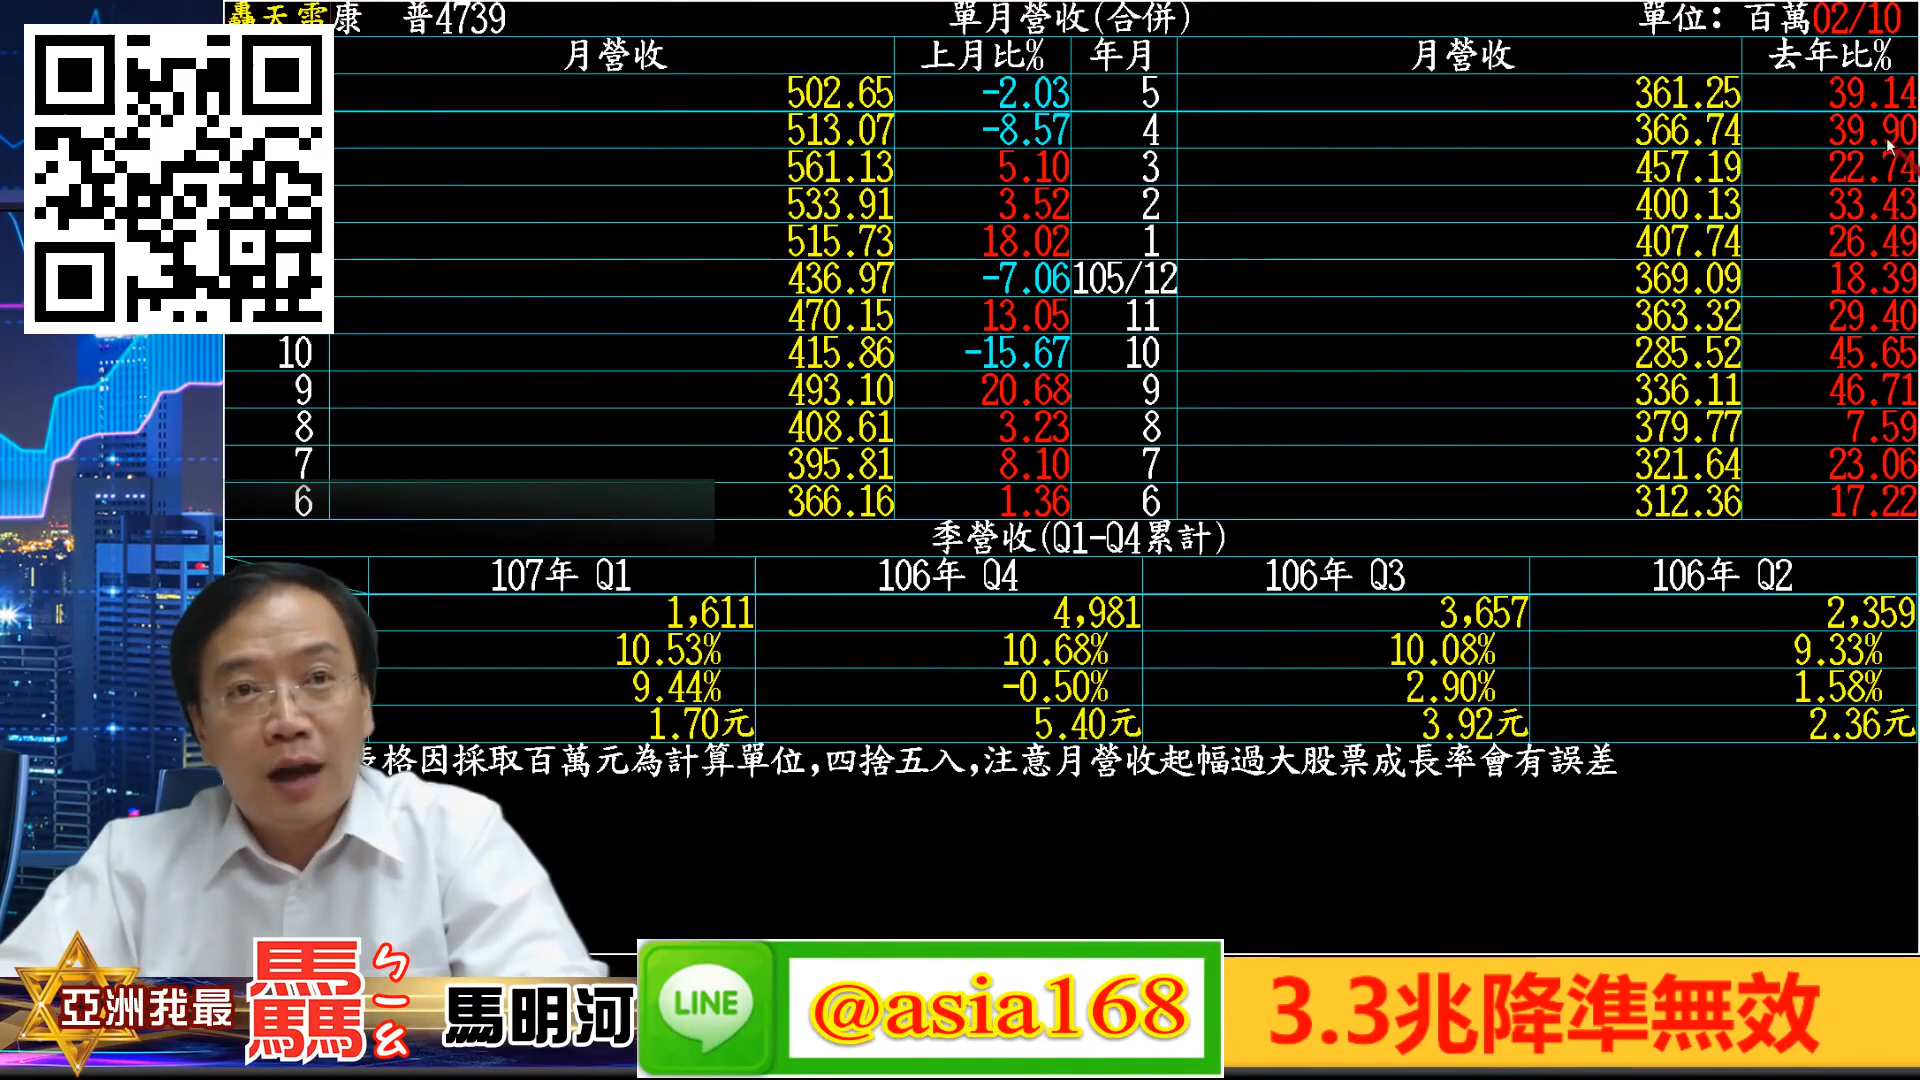 轟天雷康 普4739 單月營收(合併) 單位：百萬02/10
月營收 上月比% 年月 月營收 去年比%
502.65 -2.03 5 361.25 39.14
513.07 -8.57 4 366.74 39.90
561.13 5.10 3 457.19 22.74
533.91 3.52 2 400.13 33.43
515.73 18.02 1 407.74 26.49
436.97 -7.06 105/12 369.09 18.39
470.15 13.05 11 363.32 29.40
10 415.86 -15.67 10 285.52 45.65
9 493.10 20.68 9 336.11 46.71
8 408.61 3.23 8 379.77 7.59
7 395.81 8.10 7 321.64 23.06
6 366.16 1.36 6 312.36 17.22
季營收(Q1-Q4累計)
107年 Q1 106年 Q4 106年 Q3 106年 Q2
1,611 4,981 3,657 2,359
10.53% 10.68% 10.08% 9.33%
9.44% -0.50% 2.90% 1.58%
1.70元 5.40元 3.92元 2.36元
格因採取百萬元為計算單位,四捨五入,注意月營收起幅過大股票成長率會有誤差
亞洲我最驫ㄅㄧㄠ 馬明河
LINE @asia168
3.3兆降準無效